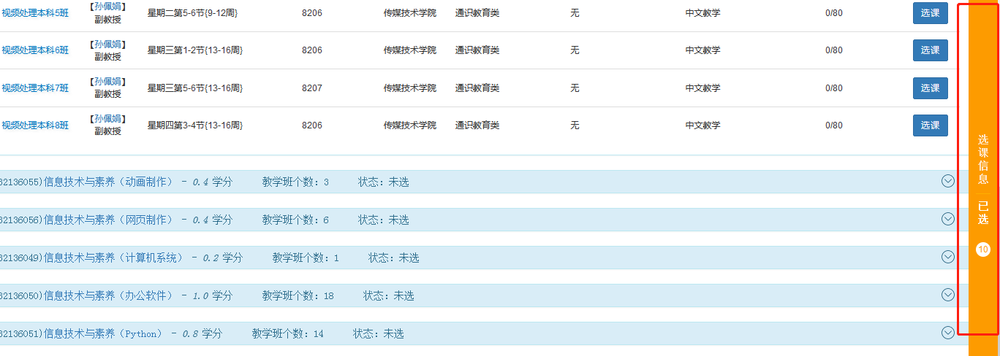 视频处理本科5班 【孙佩娟】 副教授 星期二第5-6节{9-12周} 8206 传媒技术学院 通识教育类 无 中文教学 0/80 选课
视频处理本科6班 【孙佩娟】 副教授 星期三第1-2节{13-16周} 8206 传媒技术学院 通识教育类 无 中文教学 0/80 选课
视频处理本科7班 【孙佩娟】 副教授 星期三第5-6节{13-16周} 8207 传媒技术学院 通识教育类 无 中文教学 0/80 选课
视频处理本科8班 【孙佩娟】 副教授 星期四第3-4节{13-16周} 8206 传媒技术学院 通识教育类 无 中文教学 0/80 选课
32136055)信息技术与素养（动画制作） - 0.4 学分 教学班个数：3 状态：未选
32136056)信息技术与素养（网页制作） - 0.4 学分 教学班个数：6 状态：未选
32136049)信息技术与素养（计算机系统） - 0.2 学分 教学班个数：1 状态：未选
32136050)信息技术与素养（办公软件） - 1.0 学分 教学班个数：18 状态：未选
32136051)信息技术与素养（Python） - 0.8 学分 教学班个数：14 状态：未选
选课信息 已选 10